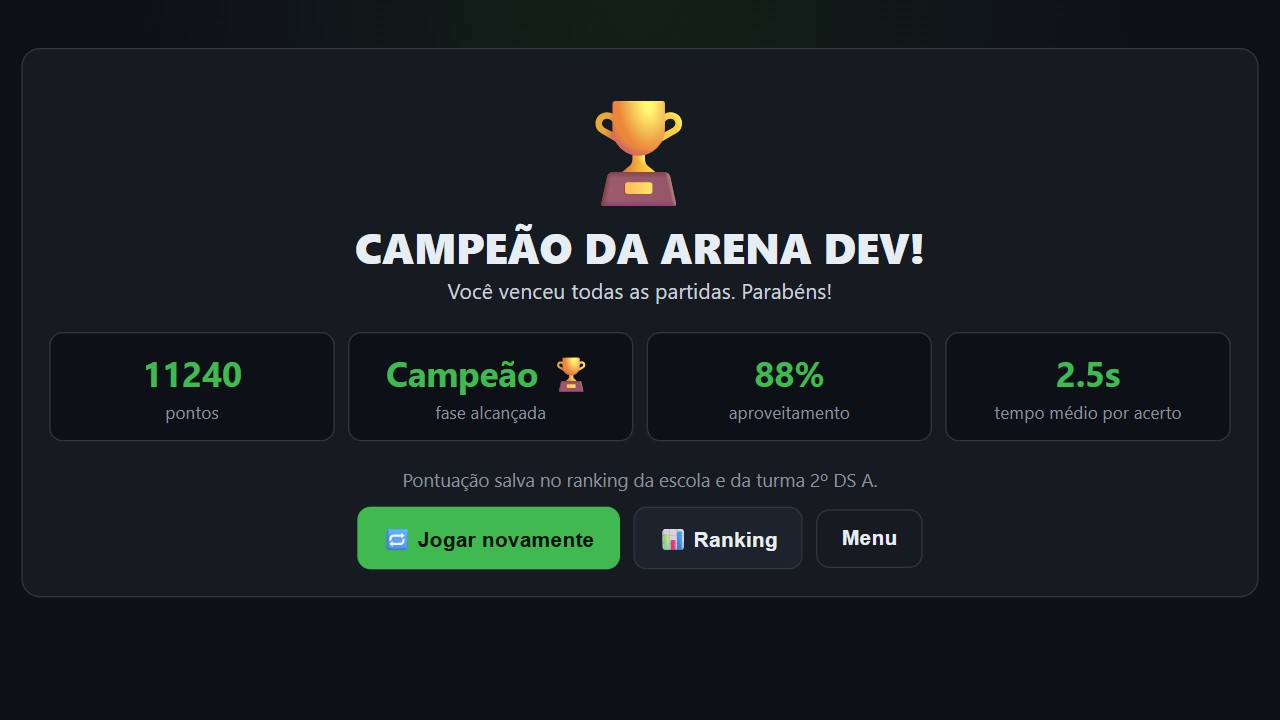 CAMPEÃO DA ARENA DEV!
Você venceu todas as partidas. Parabéns!
11240
pontos
Campeão
fase alcançada
88%
aproveitamento
2.5s
tempo médio por acerto
Pontuação salva no ranking da escola e da turma 2º DS A.
Jogar novamente
Ranking
Menu